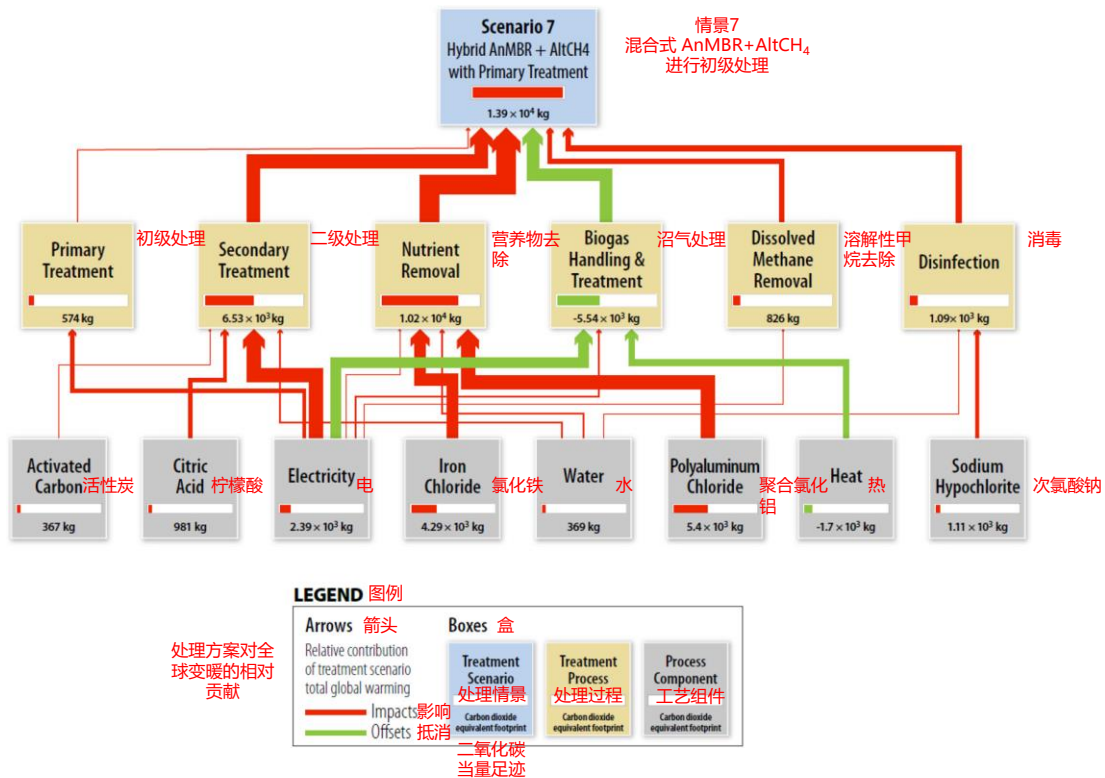 Scenario 7
Hybrid AnMBR + AltCH4
with Primary Treatment
1.39 × 10⁴ kg
情景7
混合式 AnMBR+AltCH₄
进行初级处理
Primary
Treatment
574 kg
初级处理
Secondary
Treatment
6.53 × 10³ kg
二级处理
Nutrient
Removal
1.02 × 10⁴ kg
营养物去
除
Biogas
Handling &
Treatment
-5.54 × 10³ kg
沼气处理
Dissolved
Methane
Removal
826 kg
溶解性甲
烷去除
Disinfection
1.09× 10³ kg
消毒
Activated
Carbon
367 kg
活性炭
Citric
Acid
981 kg
柠檬酸
Electricity
2.39 × 10³ kg
电
Iron
Chloride
4.29 × 10³ kg
氯化铁
Water
369 kg
水
Polyaluminum
Chloride
5.4 × 10³ kg
聚合氯化
铝
Heat
-1.7 × 10³ kg
热
Sodium
Hypochlorite
1.11 × 10³ kg
次氯酸钠
LEGEND 图例
Arrows 箭头
Relative contribution
of treatment scenario
total global warming
处理方案对全
球变暖的相对
贡献
Impacts 影响
Offsets 抵消
Boxes 盒
Treatment
Scenario
处理情景
Carbon dioxide
equivalent footprint
二氧化碳
当量足迹
Treatment
Process
处理过程
Carbon dioxide
equivalent footprint
Process
Component
工艺组件
Carbon dioxide
equivalent footprint